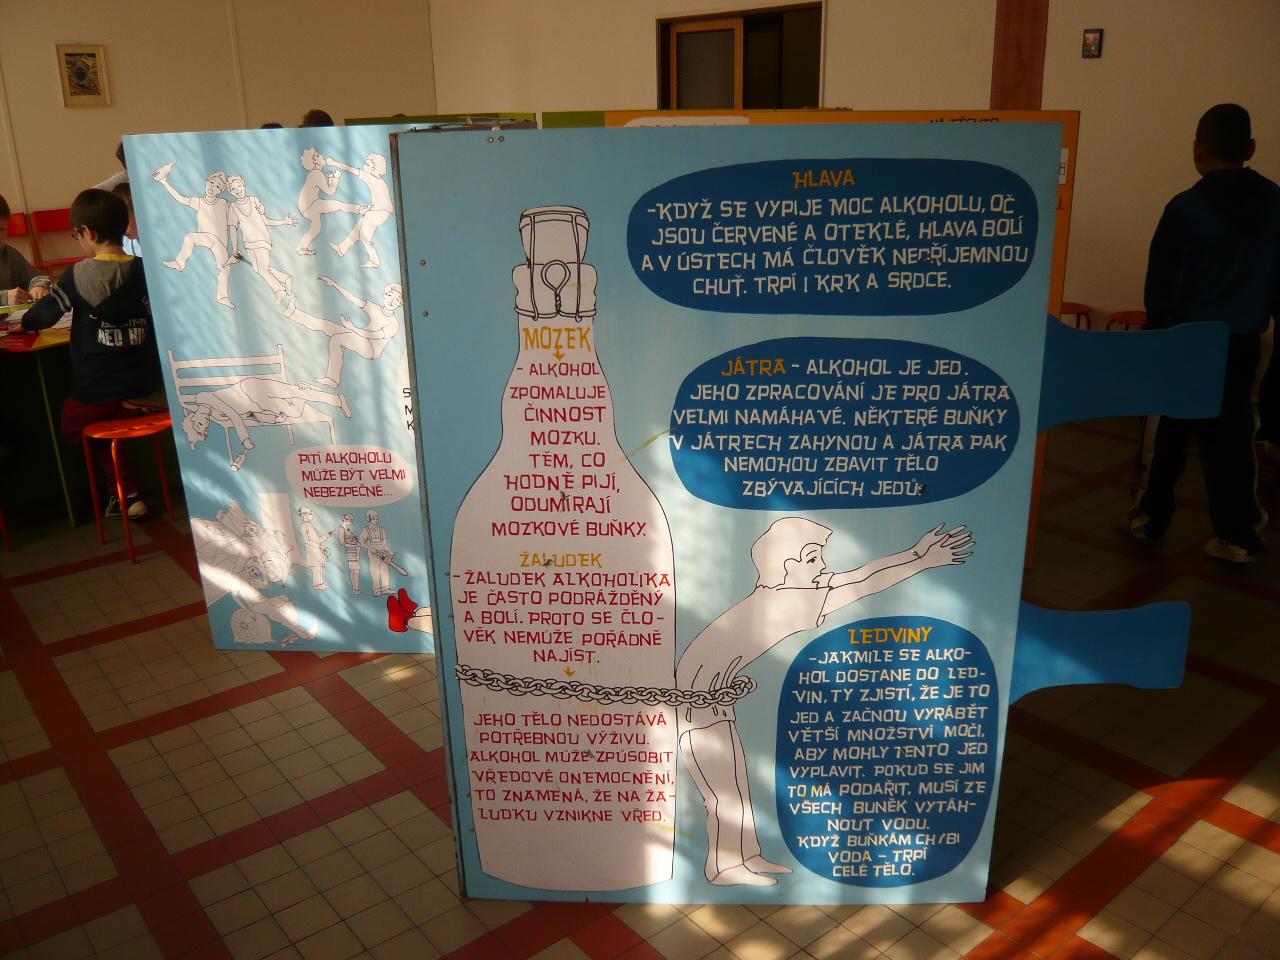 HLAVA
-KDYŽ SE VYPIJE MOC ALKOHOLU, OČ
JSOU ČERVENÉ A OTEKLÉ, HLAVA BOLÍ
A V ÚSTECH MÁ ČLOVĚK NEPŘÍJEMNOU
CHUŤ. TRPÍ I KRK A SRDCE.
MOZEK
- ALKOHOL
ZPOMALUJE
ČINNOST
MOZKU.
TĚM, CO
HODNĚ PIJÍ,
ODUMÍRAJÍ
MOZKOVÉ BUŇKY.
ŽALUDEK
- ŽALUDEK ALKOHOLIKA
JE ČASTO PODRÁŽDĚNÝ
A BOLÍ. PROTO SE ČLO-
VĚK NEMŮŽE POŘÁDNĚ
NAJÍST.
JEHO TĚLO NEDOSTÁVÁ
POTŘEBNOU VÝŽIVU.
ALKOHOL MŮŽE ZPŮSOBIT
VŘEDOVÉ ONEMOCNĚNÍ,
TO ZNAMENÁ, ŽE NA ŽA-
LUDKU VZNIKNE VŘED.
JÁTRA - ALKOHOL JE JED.
JEHO ZPRACOVÁNÍ JE PRO JÁTRA
VELMI NAMÁHAVÉ. NĚKTERÉ BUŇKY
V JÁTRECH ZAHYNOU A JÁTRA PAK
NEMOHOU ZBAVIT TĚLO
ZBÝVAJÍCÍCH JEDŮ.
LEDVINY
-JAKMILE SE ALKO-
HOL DOSTANE DO LED-
VIN, TY ZJISTÍ, ŽE JE TO
JED A ZAČNOU VYRÁBĚT
VĚTŠÍ MNOŽSTVÍ MOČI,
ABY MOHLY TENTO JED
VYPLAVIT. POKUD SE JIM
TO MÁ PODAŘIT, MUSÍ ZE
VŠECH BUNĚK VYTÁH-
NOUT VODU.
KDYŽ BUŇKÁM CHYBÍ
VODA - TRPÍ
CELÉ TĚLO.
PITÍ ALKOHOLU
MŮŽE BÝT VELMI
NEBEZPEČNÉ...
NA TĚCHTO